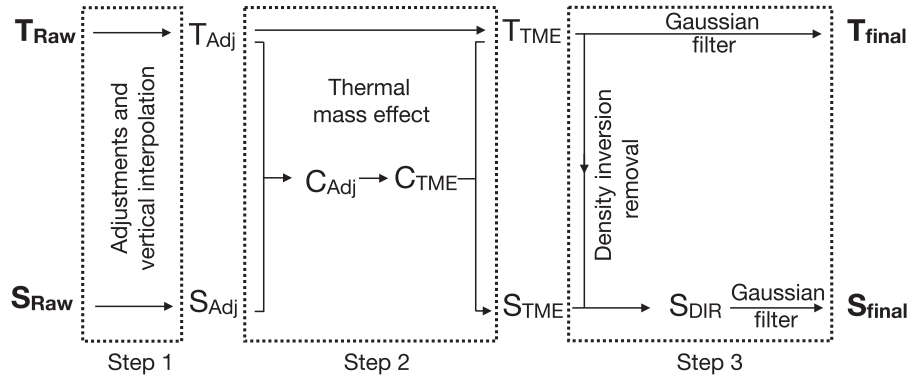 T_Raw
T_Adj
T_TME
Gaussian
filter
T_final
Adjustments and
vertical interpolation
Thermal
mass effect
C_Adj
C_TME
Density inversion
removal
S_Raw
S_Adj
S_TME
S_DIR
Gaussian
filter
S_final
Step 1
Step 2
Step 3